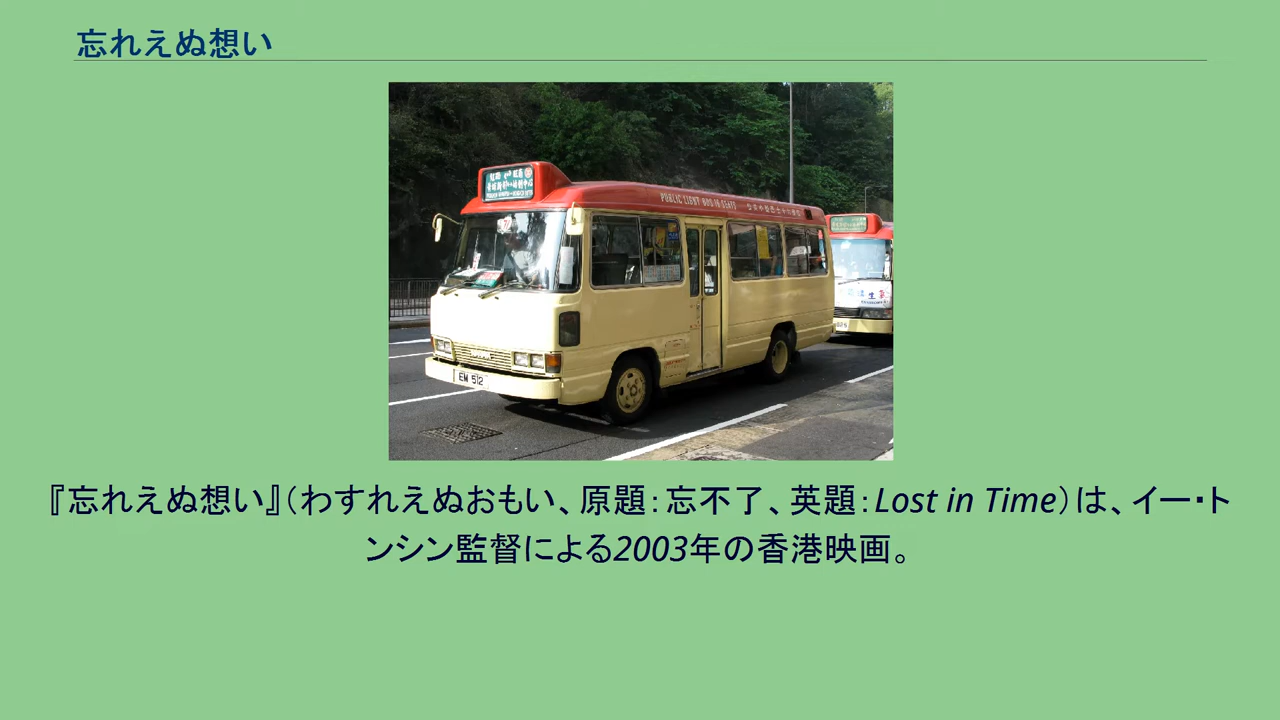 忘れえぬ想い
PUBLIC LIGHT BUS 16 SEATS
EM 512
『忘れえぬ想い』（わすれえぬおもい、原題：忘不了、英題：Lost in Time）は、イー・ト
ンシン監督による2003年の香港映画。